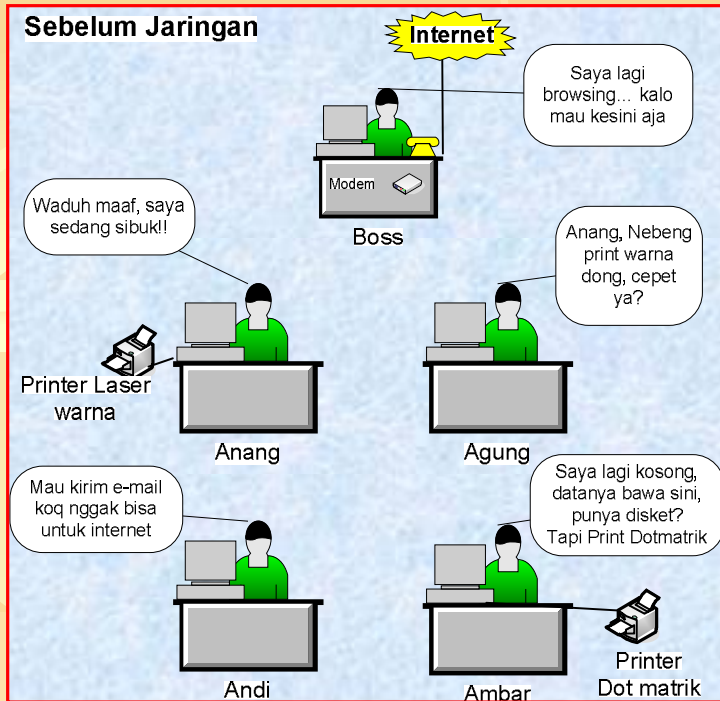 Sebelum Jaringan
Internet
Saya lagi
browsing... kalo
mau kesini aja
Modem
Boss
Waduh maaf, saya
sedang sibuk!!
Anang, Nebeng
print warna
dong, cepet
ya?
Printer Laser
warna
Anang
Agung
Mau kirim e-mail
koq nggak bisa
untuk internet
Saya lagi kosong,
datanya bawa sini,
punya disket?
Tapi Print Dotmatrik
Andi
Ambar
Printer
Dot matrik